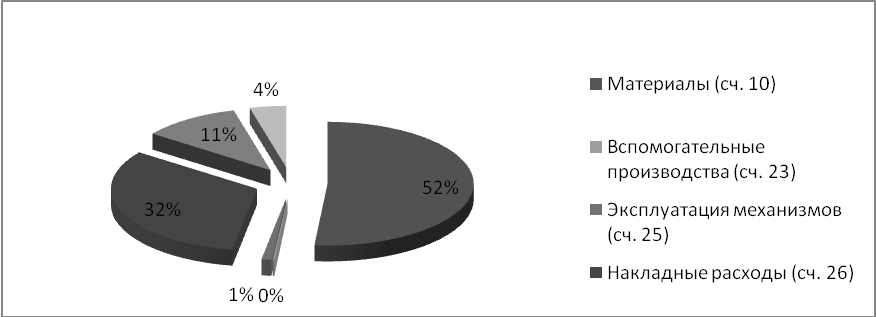 4%
11%
52%
32%
1%
0%
Материалы (сч. 10)
Вспомогательные
производства (сч. 23)
Эксплуатация механизмов
(сч. 25)
Накладные расходы (сч. 26)